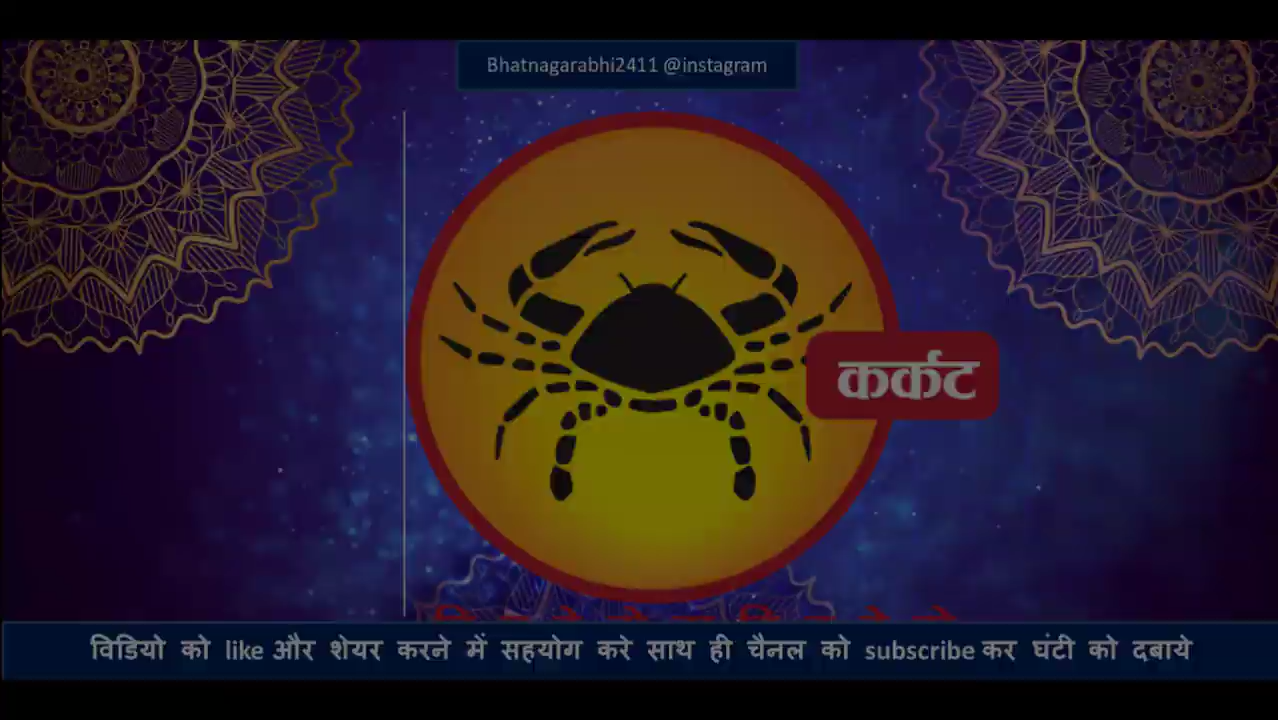 Bhatnagarabhi2411 @instagram
कर्कट
विडियो को like और शेयर करने में सहयोग करे साथ ही चैनल को subscribe कर घंटी को दबाये